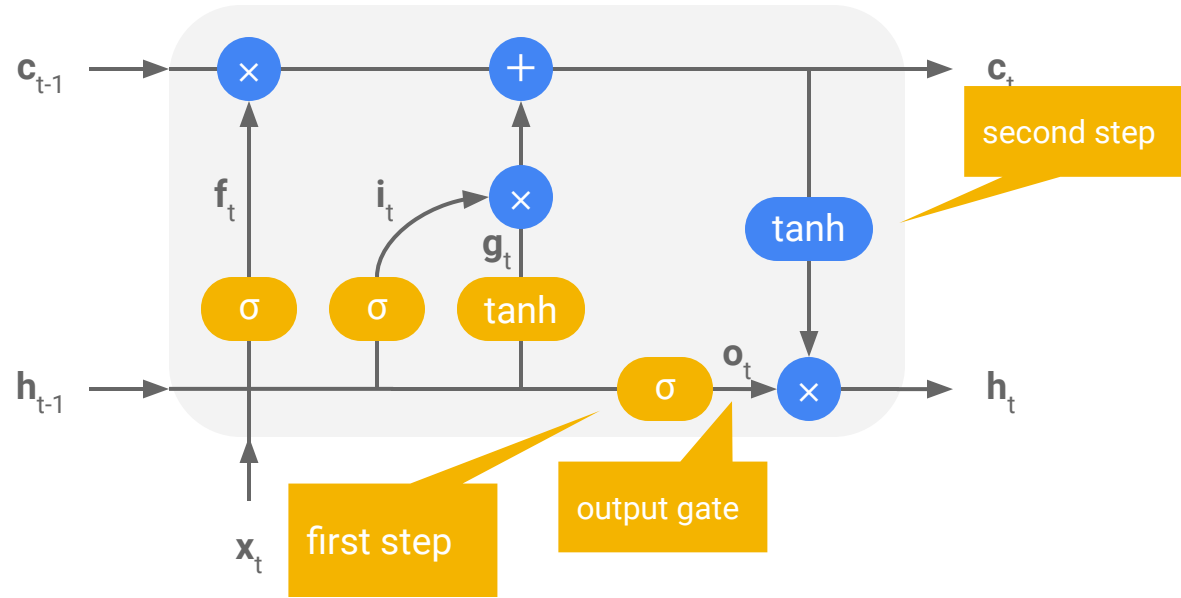 c t-1
×
+
c t
second step
f t
i t
×
g t
tanh
σ
σ
tanh
o t
h t-1
σ
×
h t
output gate
first step
x t